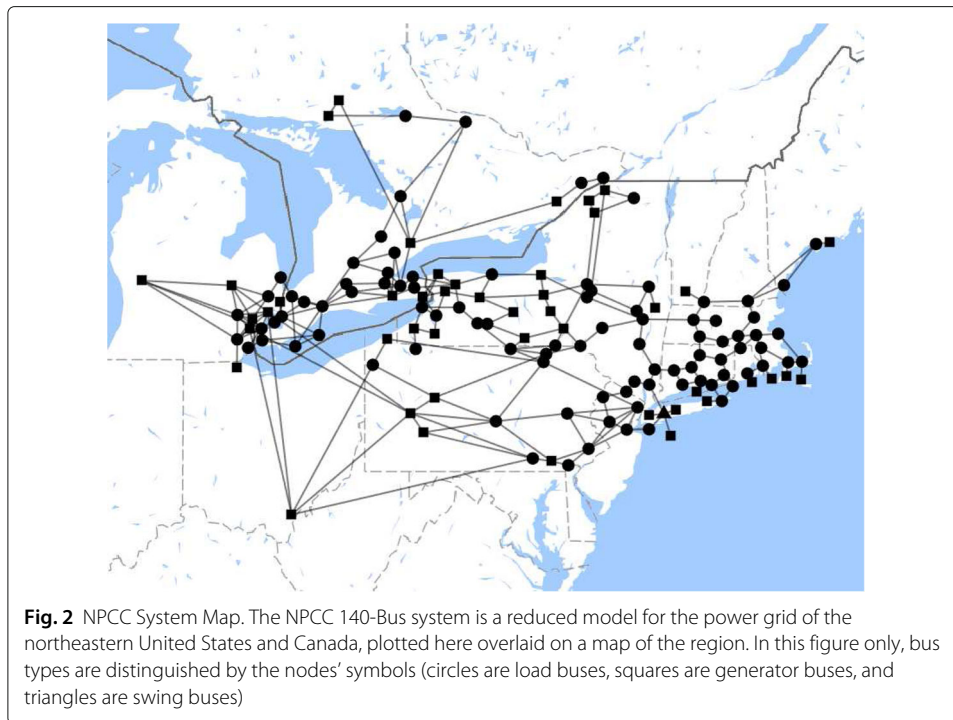 Fig. 2 NPCC System Map. The NPCC 140-Bus system is a reduced model for the power grid of the
northeastern United States and Canada, plotted here overlaid on a map of the region. In this figure only, bus
types are distinguished by the nodes' symbols (circles are load buses, squares are generator buses, and
triangles are swing buses)